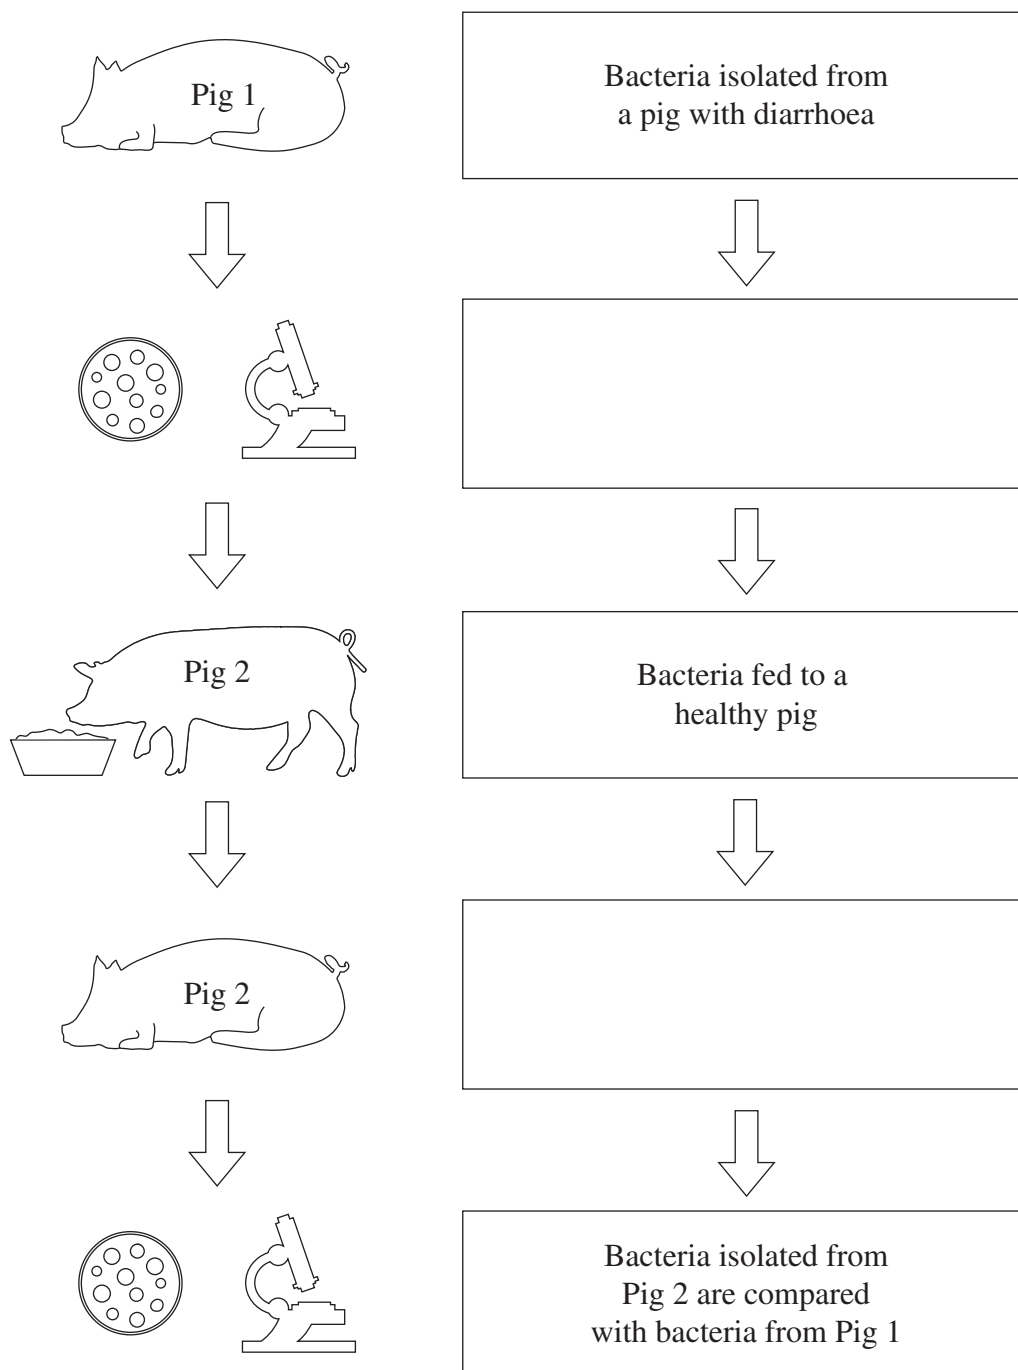 Pig 1
Bacteria isolated from
a pig with diarrhoea
Pig 2
Bacteria fed to a
healthy pig
Pig 2
Bacteria isolated from
Pig 2 are compared
with bacteria from Pig 1